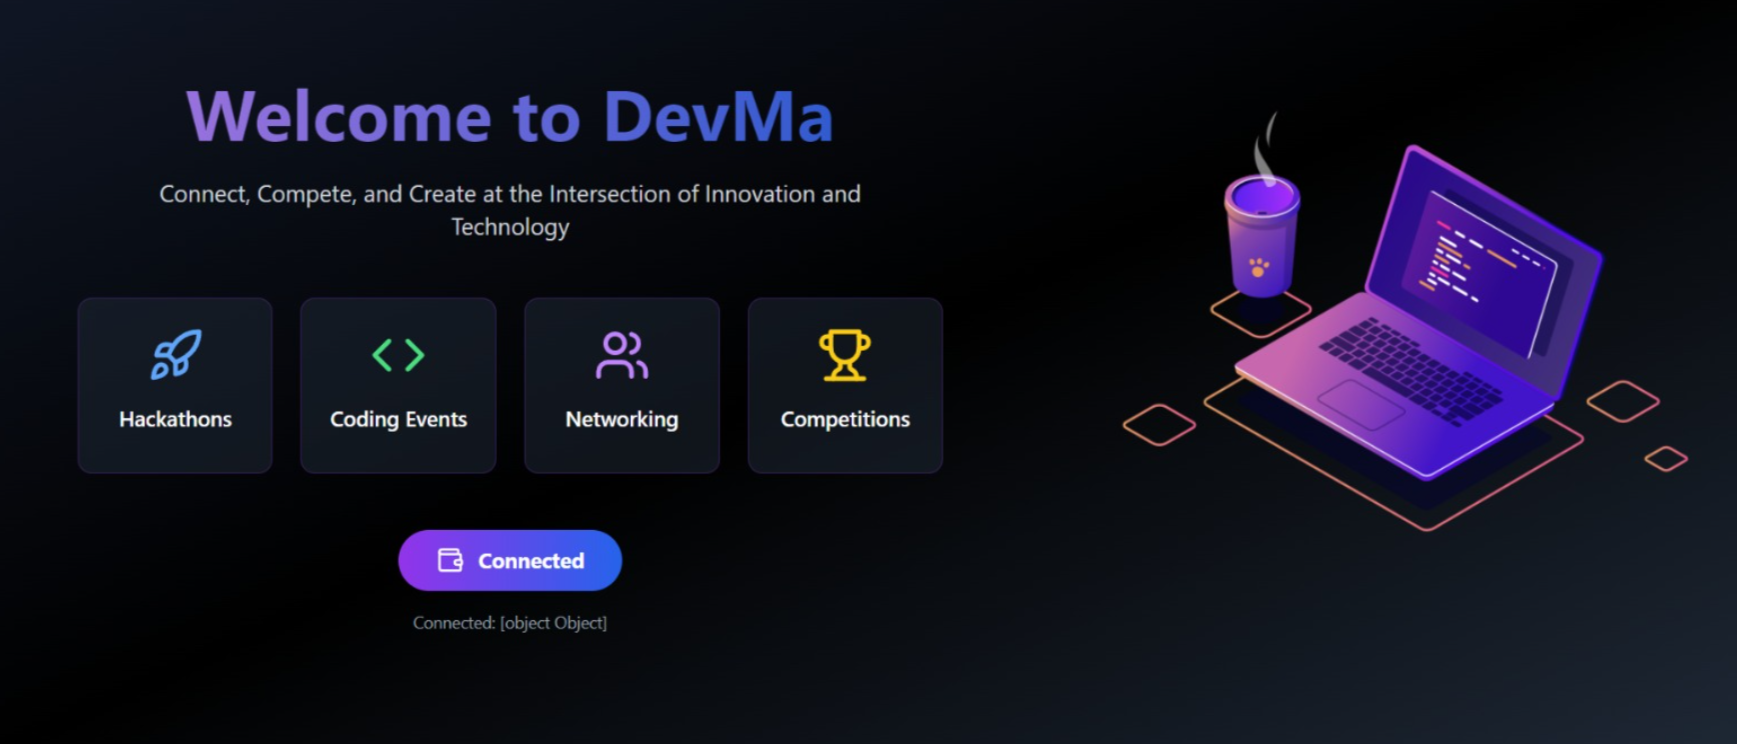 Welcome to DevMa
Connect, Compete, and Create at the Intersection of Innovation and
Technology
Hackathons
Coding Events
Networking
Competitions
Connected
Connected: [object Object]